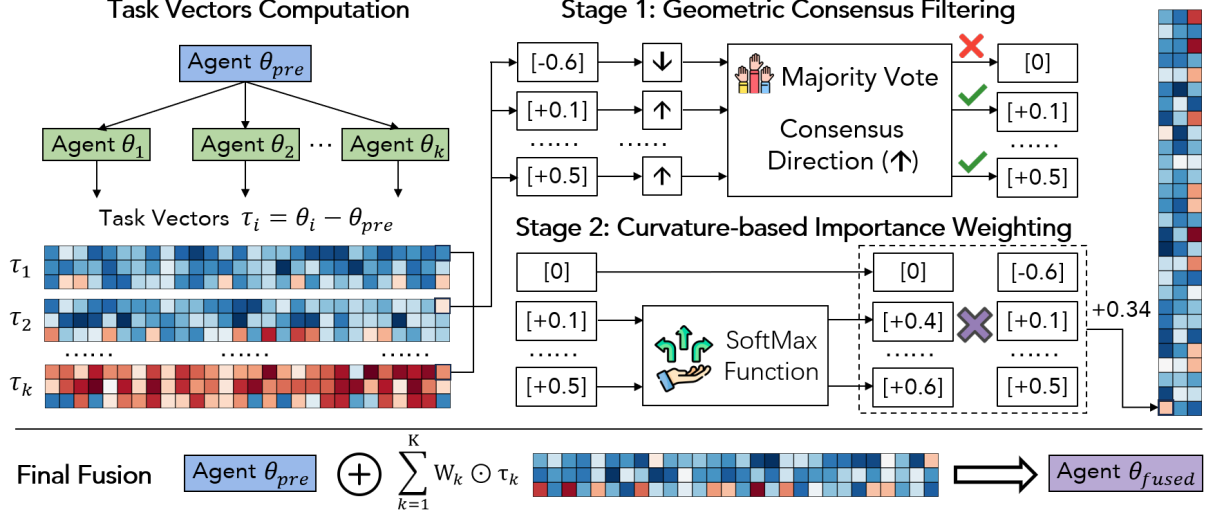 Task Vectors Computation
Agent θ_pre
Agent θ_1
Agent θ_2
...
Agent θ_k
Task Vectors τ_i = θ_i − θ_pre
τ_1
τ_2
...... ...... ......
τ_k
Stage 1: Geometric Consensus Filtering
[-0.6] ↓ [0]
[+0.1] ↑ [+0.1]
...... ...... ......
[+0.5] ↑ [+0.5]
Majority Vote
Consensus
Direction (↑)
Stage 2: Curvature-based Importance Weighting
[0] [0] [-0.6]
[+0.1] [+0.4] [+0.1]
...... ...... ......
[+0.5] [+0.6] [+0.5]
SoftMax
Function
+0.34
Final Fusion
Agent θ_pre
+ ∑_{k=1}^{K} W_k ⊙ τ_k
Agent θ_fused